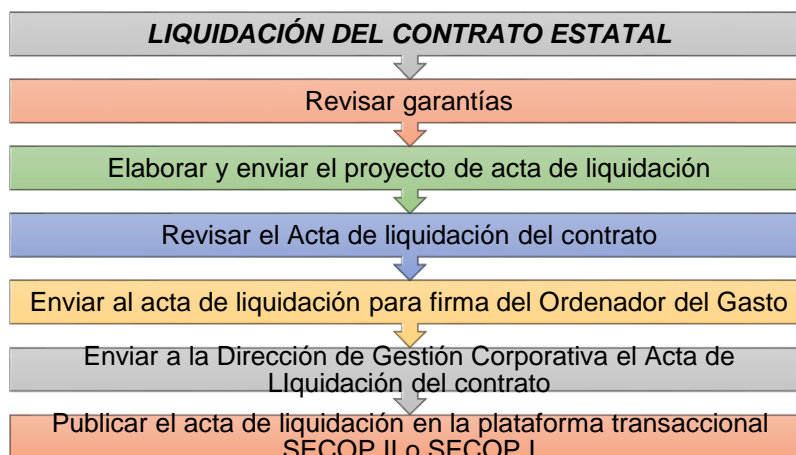 LIQUIDACIÓN DEL CONTRATO ESTATAL
Revisar garantías
Elaborar y enviar el proyecto de acta de liquidación
Revisar el Acta de liquidación del contrato
Enviar al acta de liquidación para firma del Ordenador del Gasto
Enviar a la Dirección de Gestión Corporativa el Acta de
LIquidación del contrato
Publicar el acta de liquidación en la plataforma transaccional
SECOP II o SECOP I